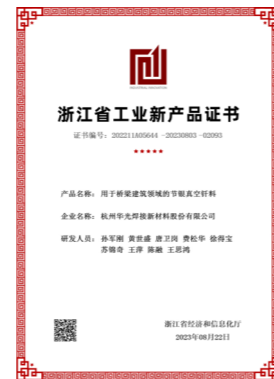 浙江省工业新产品证书
证书编号：202211A05644 -20230803 -02093
★★★★★
产品名称：用于桥梁建筑领域的节银真空钎料
企业名称：杭州华光焊接新材料股份有限公司
研发人员：孙军刚 黄世盛 唐卫岗 费松华 徐得宝
苏锦奇 王萍 陈融 王思鸿
浙江省经济和信息化厅
2023年08月22日